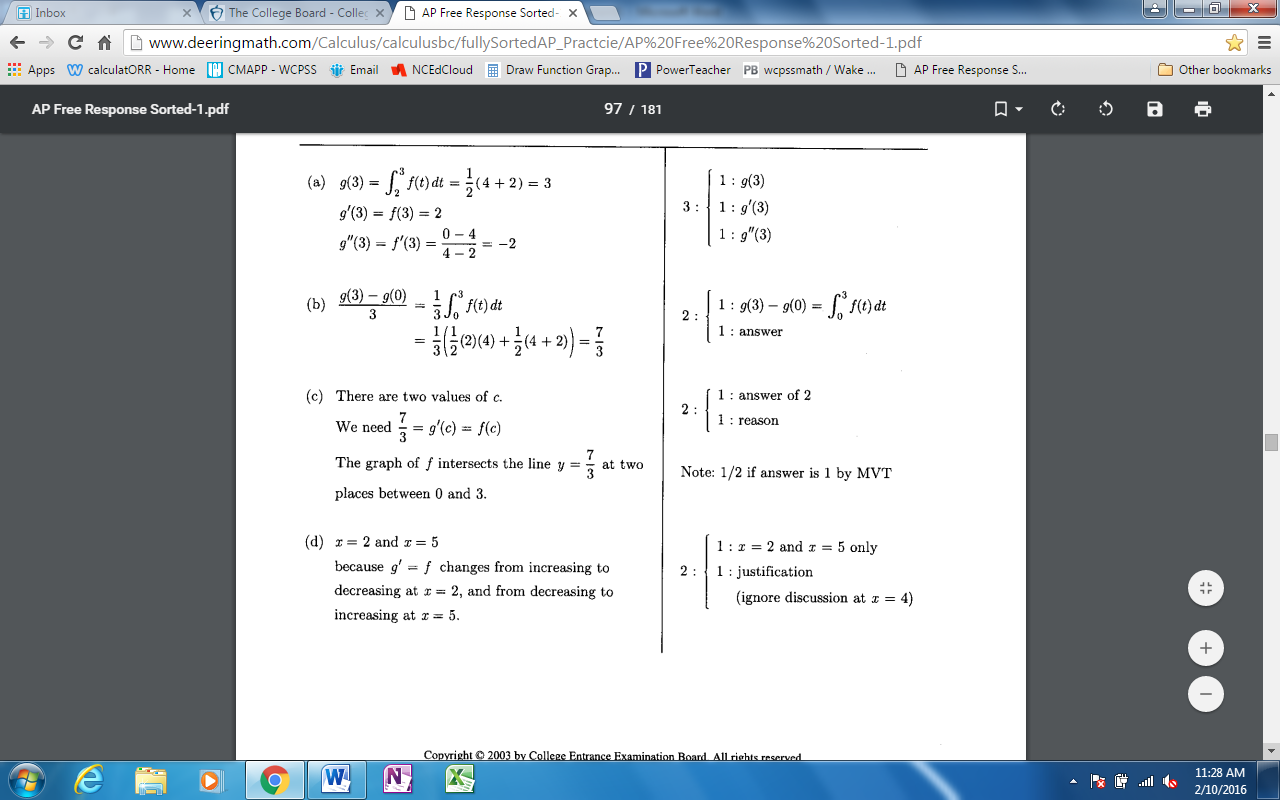 Inbox
The College Board - Colle
AP Free Response Sorted-
www.deeringmath.com/Calculus/calculusbc/fullySortedAP_Practcie/AP%20Free%20Response%20Sorted-1.pdf
Apps calculatORR - Home CMAPP - WCPSS Email NCEdCloud Draw Function Grap... PowerTeacher PB wcpssmath / Wake ... AP Free Response S... Other bookmarks
AP Free Response Sorted-1.pdf 97 / 181
(a) g(3) = ∫₂³ f(t) dt = 1/2 (4 + 2) = 3
g′(3) = f(3) = 2
g″(3) = f′(3) = (0 − 4)/(4 − 2) = −2
3 :
1 : g(3)
1 : g′(3)
1 : g″(3)
(b) (g(3) − g(0))/3 = 1/3 ∫₀³ f(t) dt
= 1/3 (1/2 (2)(4) + 1/2 (4 + 2)) = 7/3
2 :
1 : g(3) − g(0) = ∫₀³ f(t) dt
1 : answer
(c) There are two values of c.
We need 7/3 = g′(c) = f(c)
The graph of f intersects the line y = 7/3 at two
places between 0 and 3.
2 :
1 : answer of 2
1 : reason
Note: 1/2 if answer is 1 by MVT
(d) x = 2 and x = 5
because g′ = f changes from increasing to
decreasing at x = 2, and from decreasing to
increasing at x = 5.
2 :
1 : x = 2 and x = 5 only
1 : justification
(ignore discussion at x = 4)
Copyright © 2003 by College Entrance Examination Board. All rights reserved
11:28 AM
2/10/2016